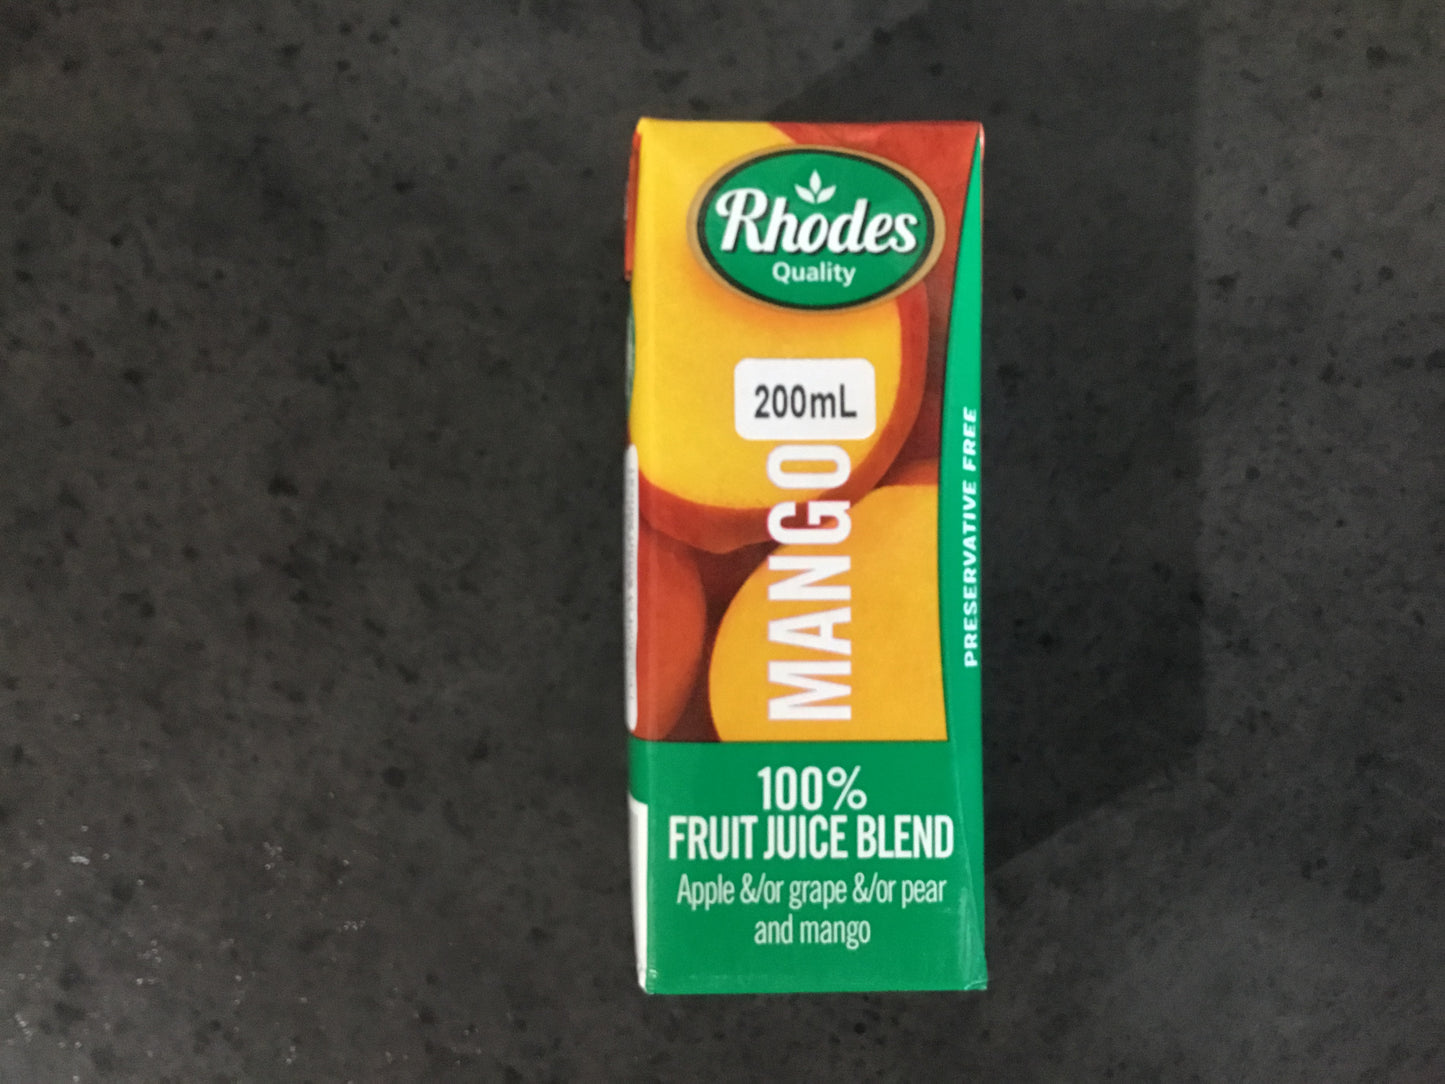 Rhodes
Quality
200mL
MANGO
PRESERVATIVE FREE
100%
FRUIT JUICE BLEND
Apple &/or grape &/or pear
and mango